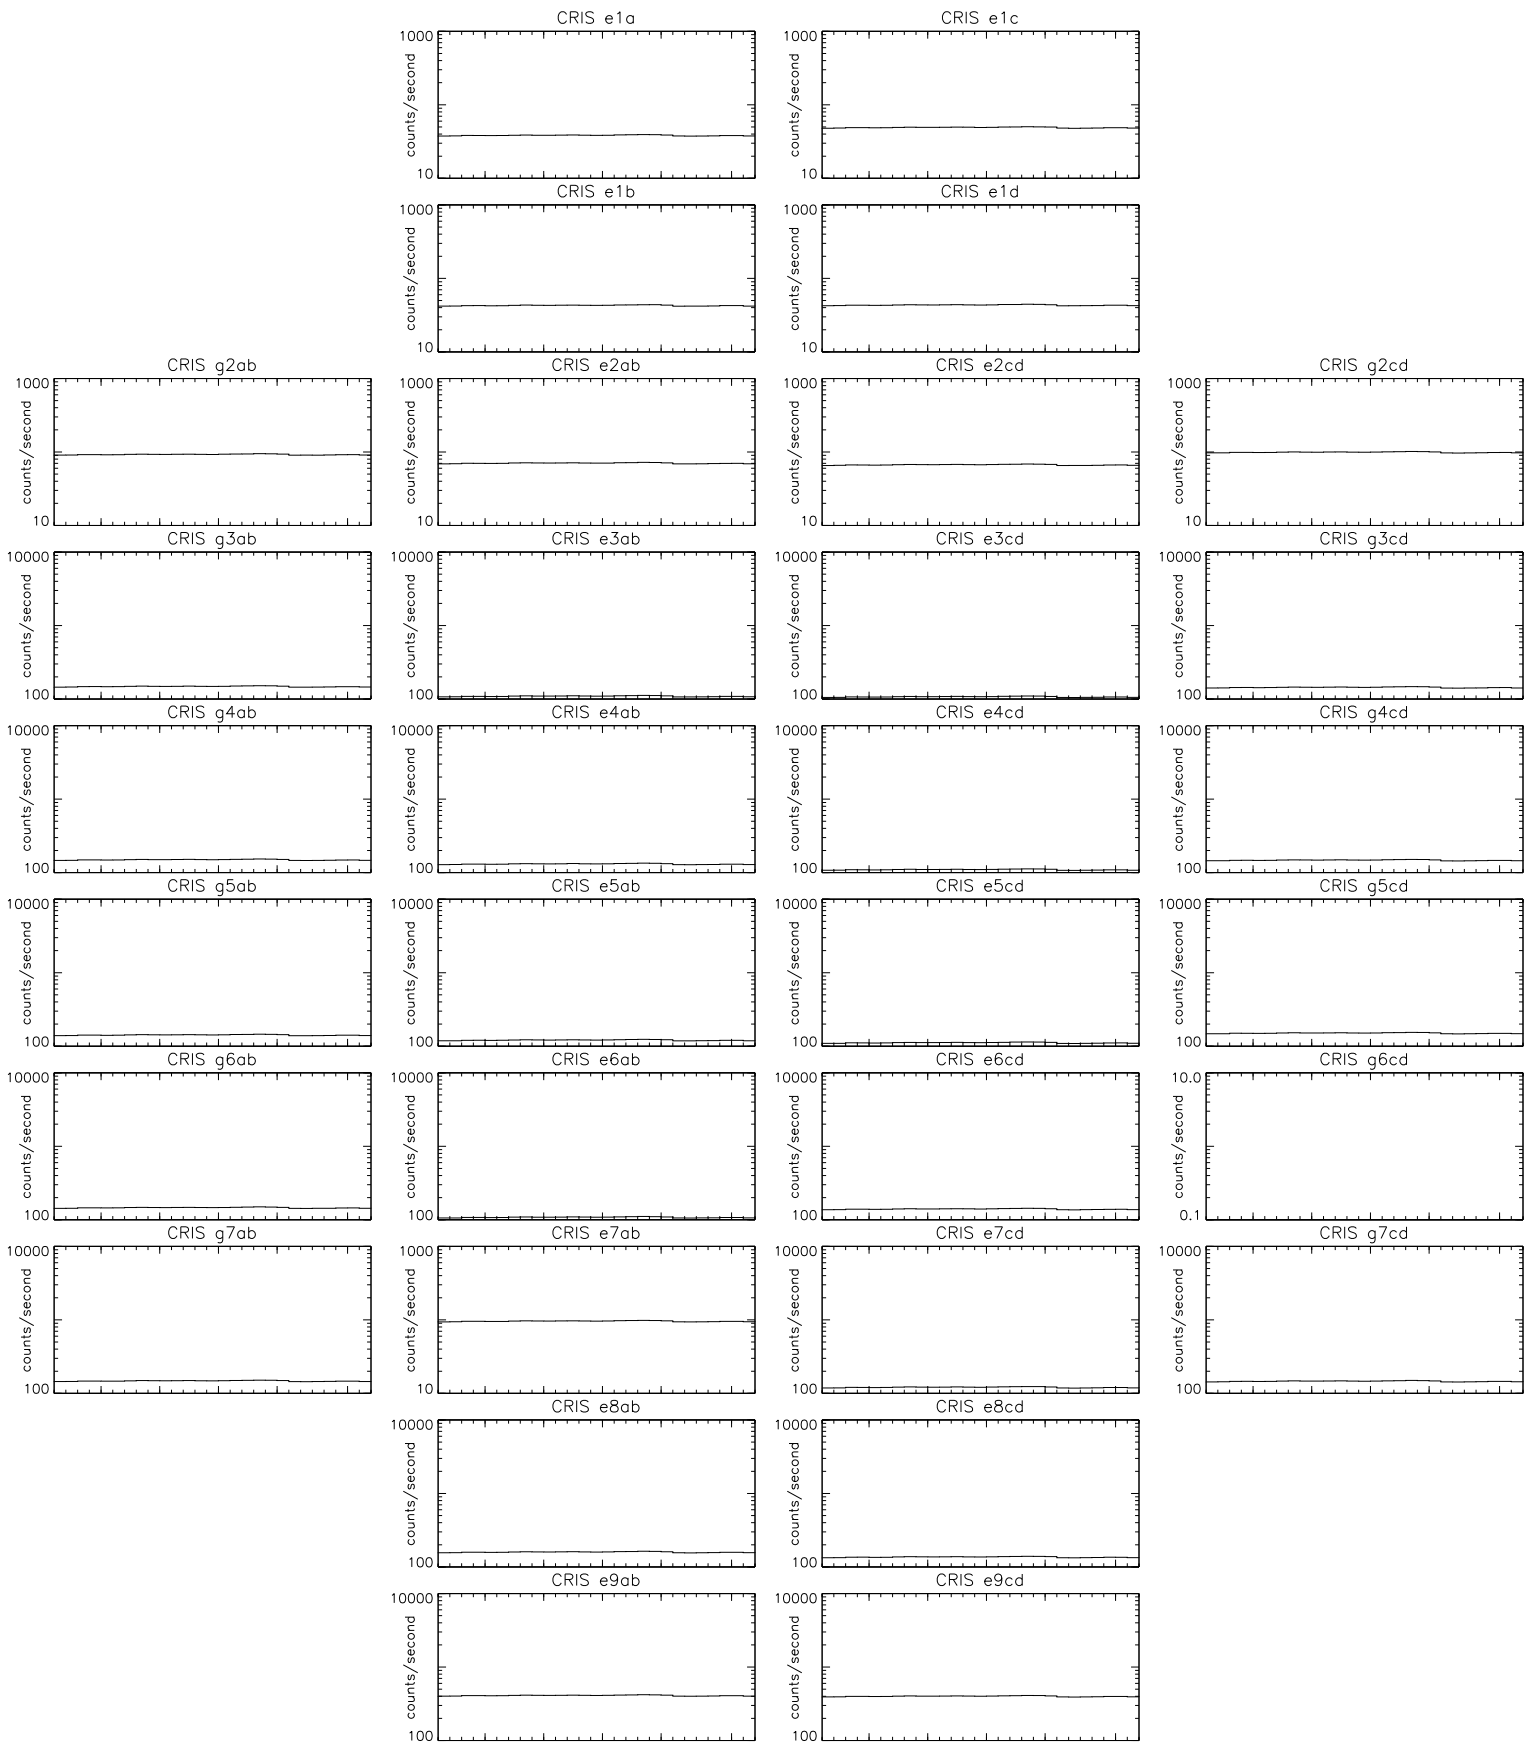 CRIS e1a
CRIS e1c
1000
counts/second
10
1000
counts/second
10
CRIS e1b
CRIS e1d
1000
counts/second
10
1000
counts/second
10
CRIS g2ab
CRIS e2ab
CRIS e2cd
CRIS g2cd
1000
counts/second
10
1000
counts/second
10
1000
counts/second
10
1000
counts/second
10
CRIS g3ab
CRIS e3ab
CRIS e3cd
CRIS g3cd
10000
counts/second
100
10000
counts/second
100
10000
counts/second
100
10000
counts/second
100
CRIS g4ab
CRIS e4ab
CRIS e4cd
CRIS g4cd
10000
counts/second
100
10000
counts/second
100
10000
counts/second
100
10000
counts/second
100
CRIS g5ab
CRIS e5ab
CRIS e5cd
CRIS g5cd
10000
counts/second
100
10000
counts/second
100
10000
counts/second
100
10000
counts/second
100
CRIS g6ab
CRIS e6ab
CRIS e6cd
CRIS g6cd
10000
counts/second
100
10000
counts/second
100
10000
counts/second
100
10.0
counts/second
0.1
CRIS g7ab
CRIS e7ab
CRIS e7cd
CRIS g7cd
10000
counts/second
100
1000
counts/second
10
10000
counts/second
100
10000
counts/second
100
CRIS e8ab
CRIS e8cd
10000
counts/second
100
10000
counts/second
100
CRIS e9ab
CRIS e9cd
10000
counts/second
100
10000
counts/second
100